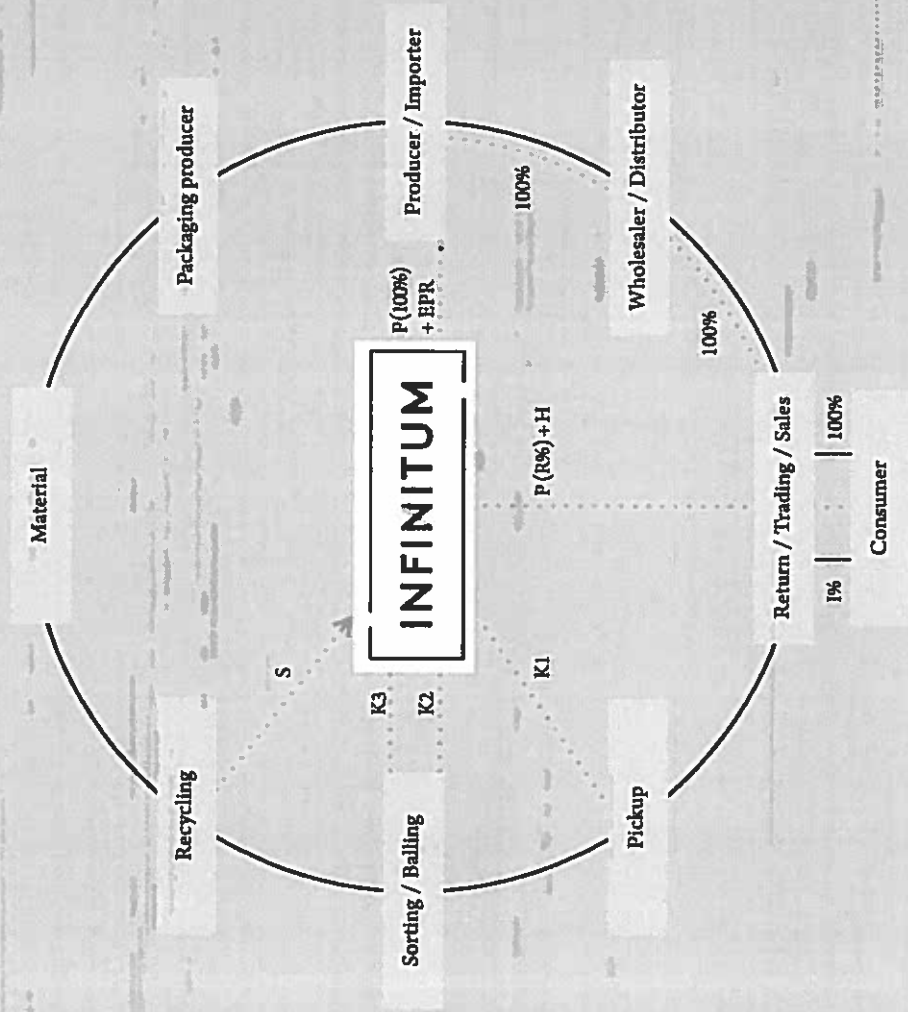 Material
Packaging producer
Producer / Importer
Wholesaler / Distributor
Return / Trading / Sales
Consumer
Pickup
Sorting / Balling
Recycling
INFINITUM
P(100%)
+ EPR
100%
100%
100%
I%
P(R%)+H
K1
K2
K3
S